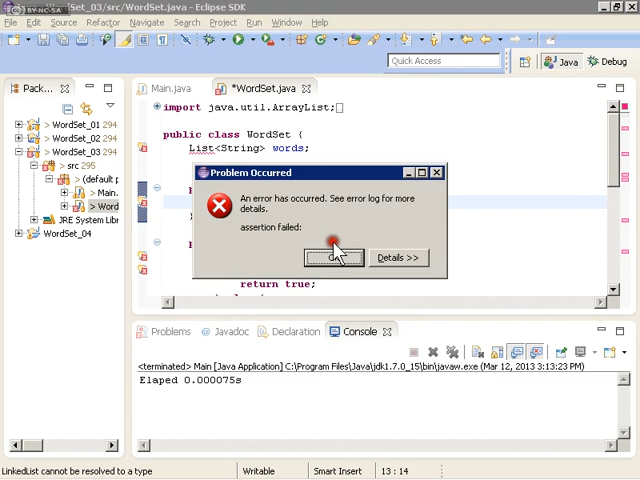 WordSet_03/src/WordSet.java - Eclipse SDK
BY-NC-SA
File Edit Source Refactor Navigate Search Project Run Window Help
Quick Access
Java
Debug
Pack...
Main.java
*WordSet.java
WordSet_01 294
WordSet_02 294
> WordSet_03 294
> src 295
> (default p
> Main.
> Word
JRE System Libr
WordSet_04
import java.util.ArrayList;
public class WordSet {
List<String> words;
return true;
Problem Occurred
An error has occurred. See error log for more
details.
assertion failed:
Details >>
Problems
Javadoc
Declaration
Console
<terminated> Main [Java Application] C:\Program Files\Java\jdk1.7.0_15\bin\javaw.exe (Mar 12, 2013 3:13:23 PM)
Elaped 0.000075s
LinkedList cannot be resolved to a type
Writable
Smart Insert
13 : 14